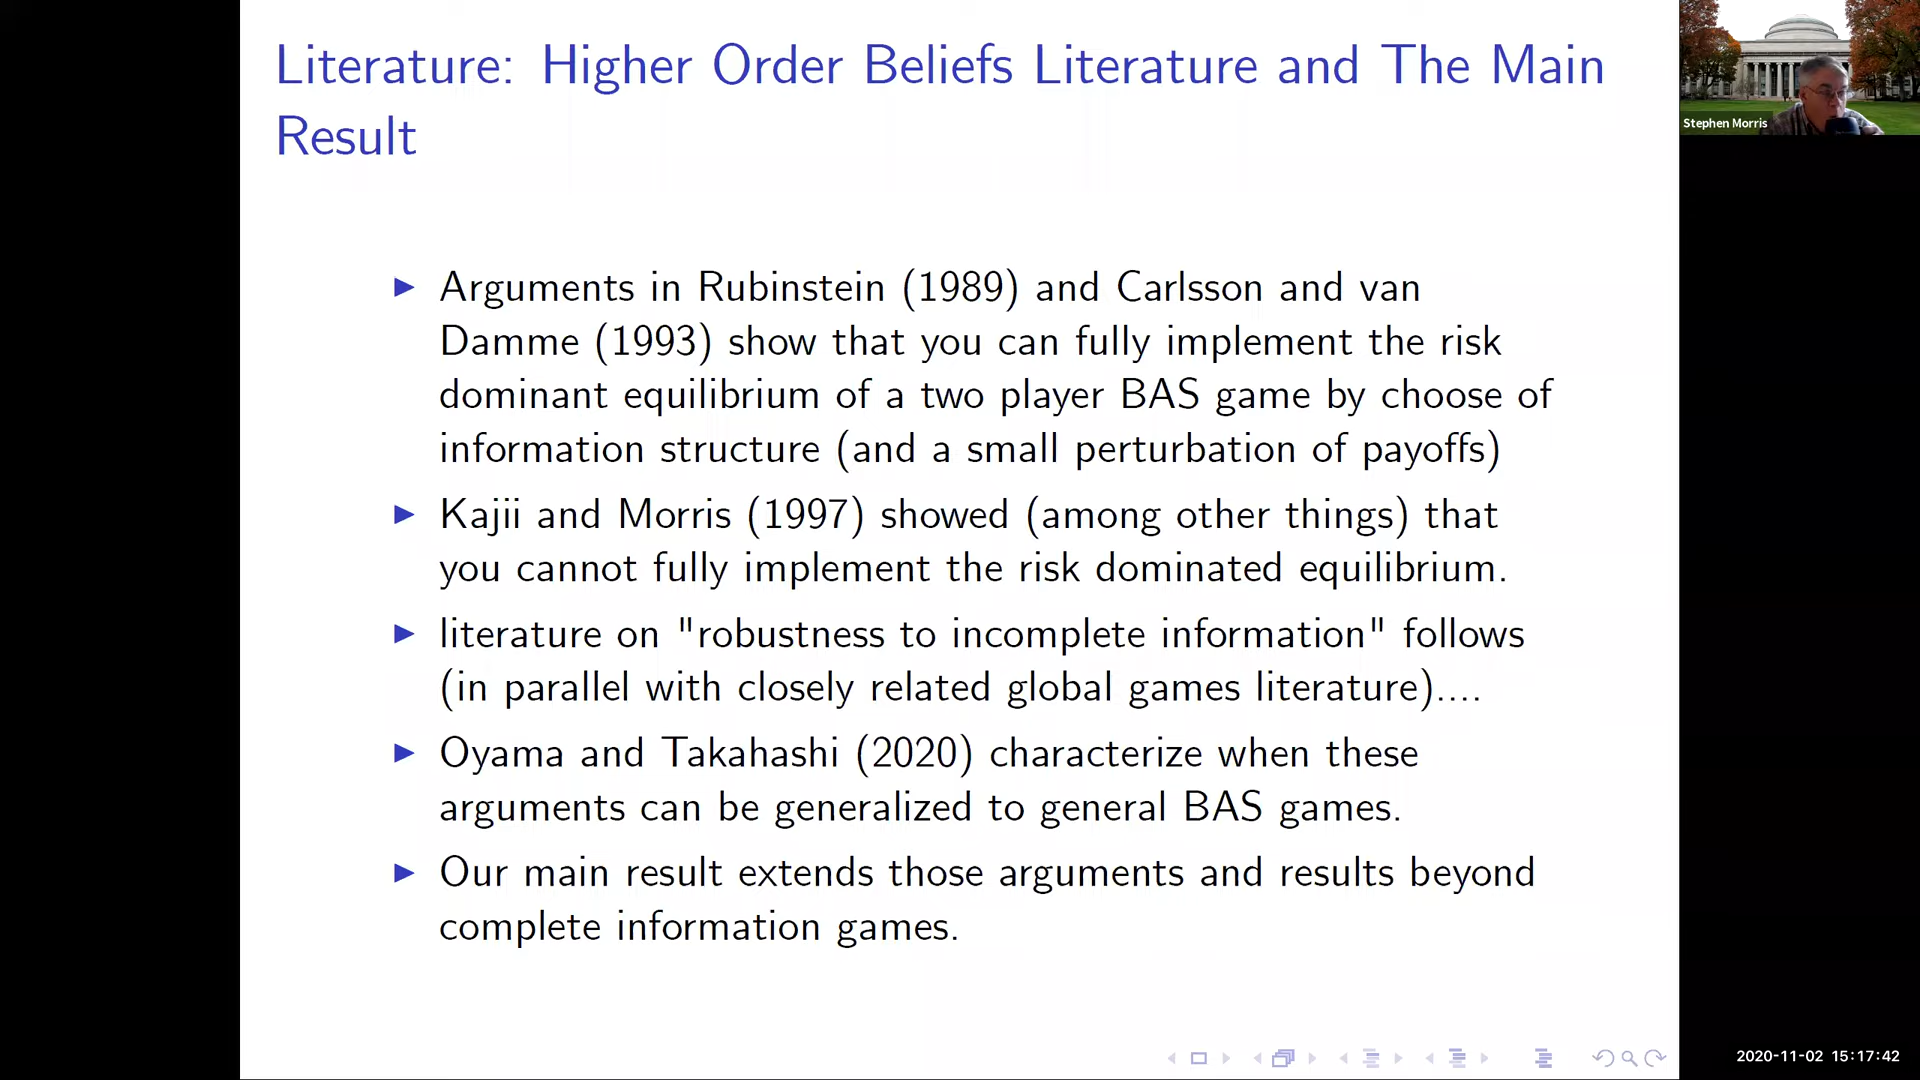 Literature: Higher Order Beliefs Literature and The Main
Result
Stephen Morris
▶ Arguments in Rubinstein (1989) and Carlsson and van
Damme (1993) show that you can fully implement the risk
dominant equilibrium of a two player BAS game by choose of
information structure (and a small perturbation of payoffs)
▶ Kajii and Morris (1997) showed (among other things) that
you cannot fully implement the risk dominated equilibrium.
▶ literature on "robustness to incomplete information" follows
(in parallel with closely related global games literature)....
▶ Oyama and Takahashi (2020) characterize when these
arguments can be generalized to general BAS games.
▶ Our main result extends those arguments and results beyond
complete information games.
2020-11-02 15:17:42